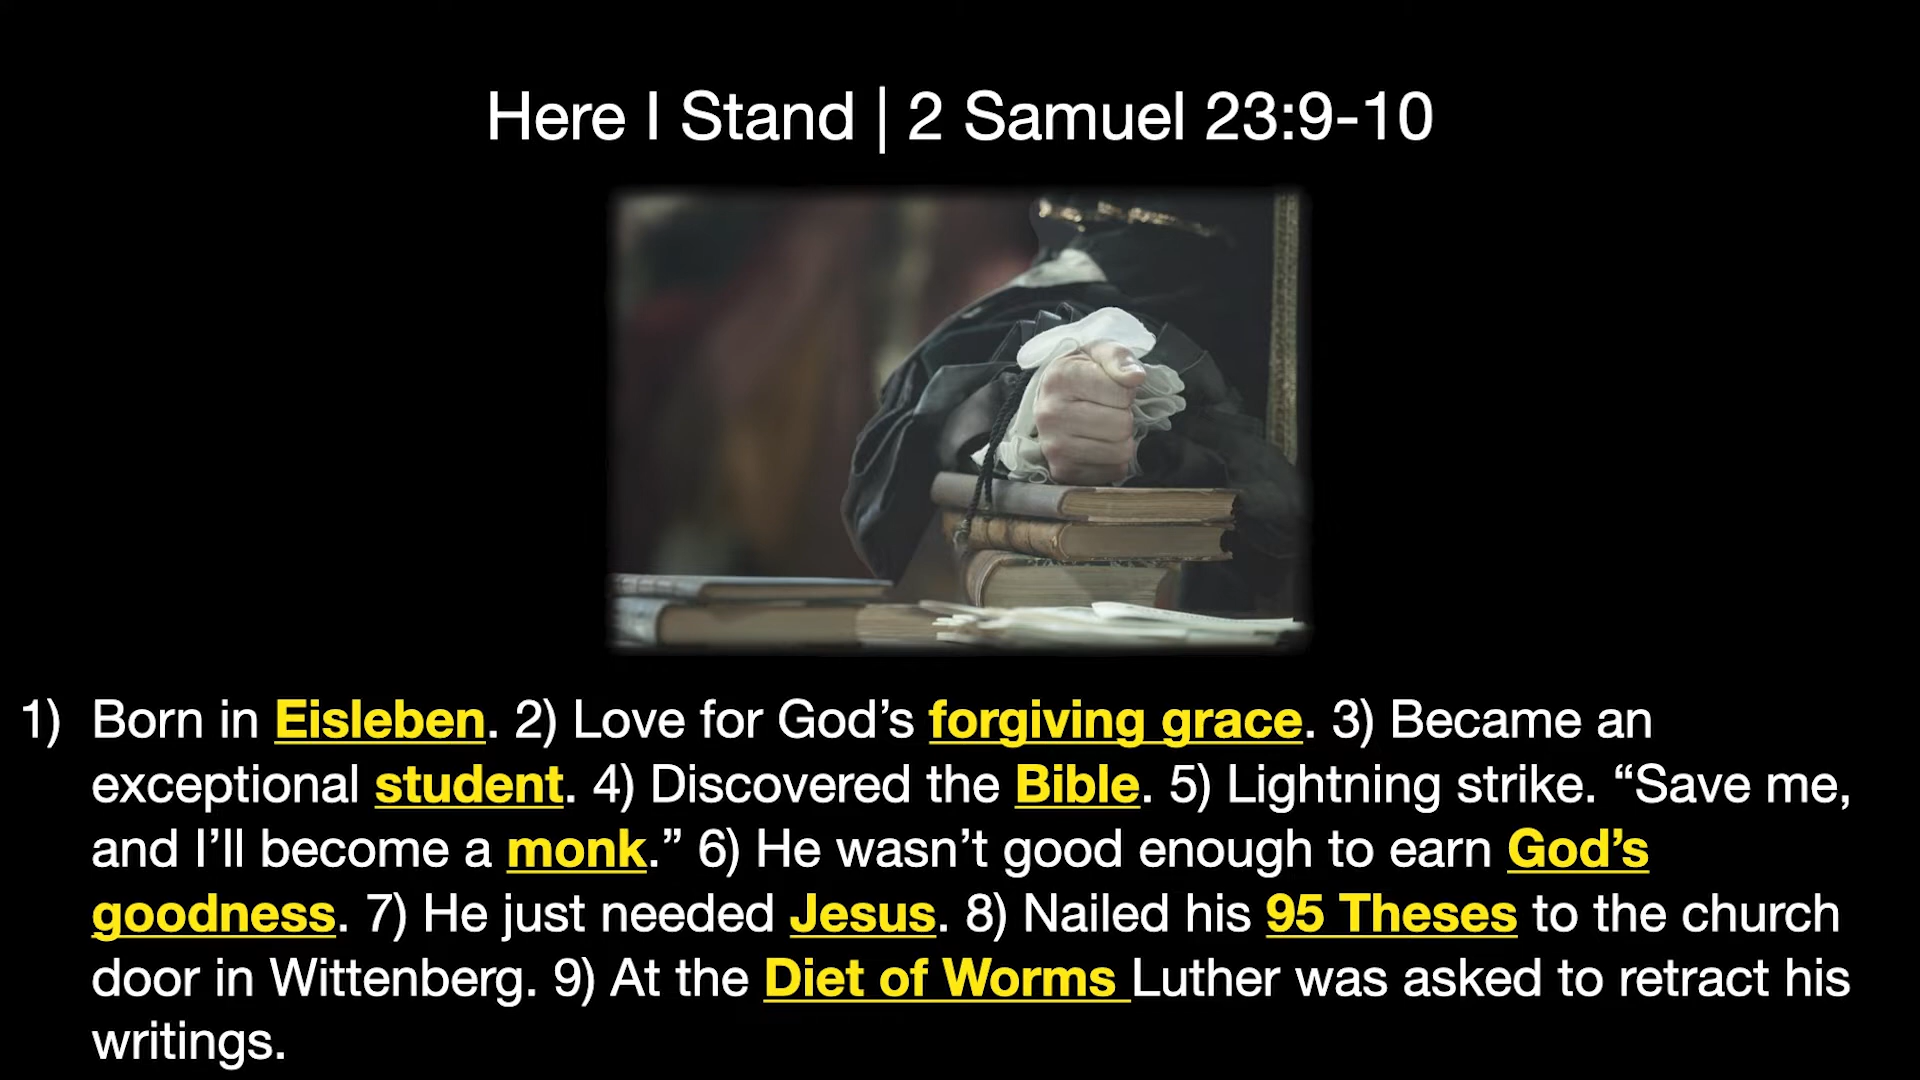 Here I Stand | 2 Samuel 23:9-10
1) Born in Eisleben. 2) Love for God’s forgiving grace. 3) Became an
exceptional student. 4) Discovered the Bible. 5) Lightning strike. “Save me,
and I’ll become a monk.” 6) He wasn’t good enough to earn God’s
goodness. 7) He just needed Jesus. 8) Nailed his 95 Theses to the church
door in Wittenberg. 9) At the Diet of Worms Luther was asked to retract his
writings.